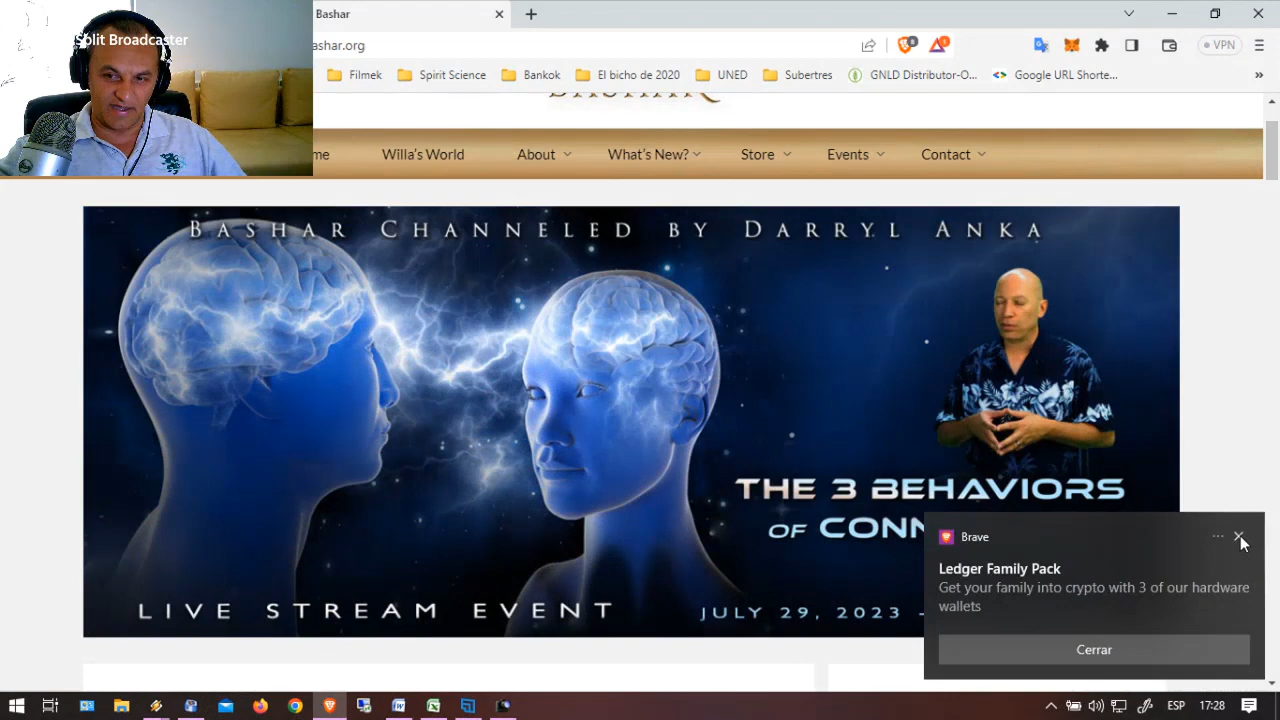 Split Broadcaster
Bashar
ashar.org
VPN
Filmek
Spirit Science
Bankok
El bicho de 2020
UNED
Subertres
GNLD Distributor-O...
Google URL Shorte...
»
BASHAR
me
Willa's World
About
What's New?
Store
Events
Contact
BASHAR CHANNELED BY DARRYL ANKA
THE 3 BEHAVIORS
OF CONN
LIVE STREAM EVENT
JULY 29, 2023 -
Brave
Ledger Family Pack
Get your family into crypto with 3 of our hardware
wallets
Cerrar
ESP
17:28